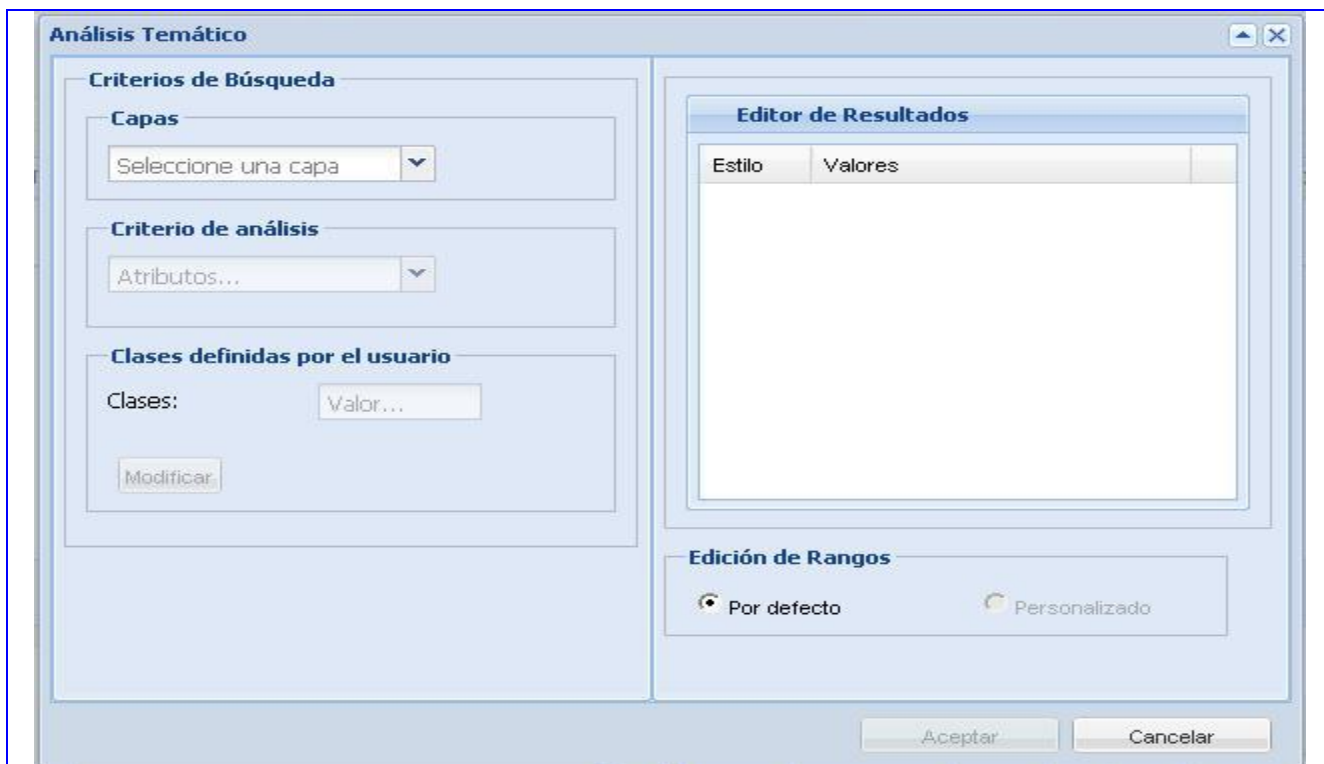 Análisis Temático
Criterios de Búsqueda
Capas
Seleccione una capa
Criterio de análisis
Atributos...
Clases definidas por el usuario
Clases:
Valor...
Modificar
Editor de Resultados
Estilo Valores
Edición de Rangos
Por defecto Personalizado
Aceptar Cancelar